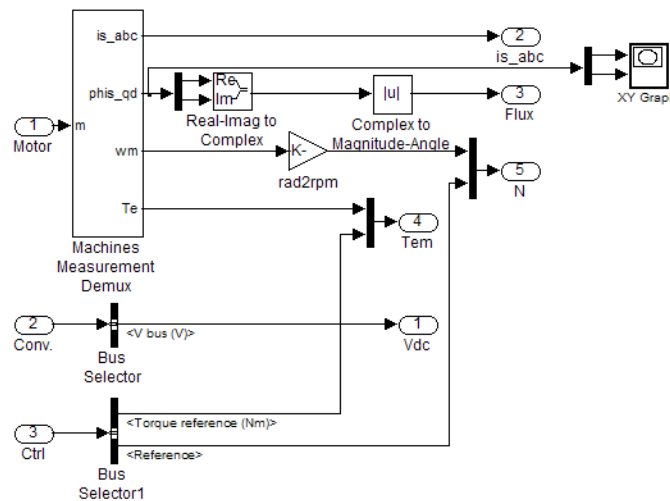 is_abc
2
is_abc
phis_qd
Re
Im
Real-Imag to
Complex
|u|
Complex to
Magnitude-Angle
3
Flux
XY Grap
1
Motor
m
wm
K-
rad2rpm
5
N
Te
4
Tem
Machines
Measurement
Demux
2
Conv.
<V bus (V)>
Bus
Selector
1
Vdc
3
Ctrl
<Torque reference (Nm)>
<Reference>
Bus
Selector1